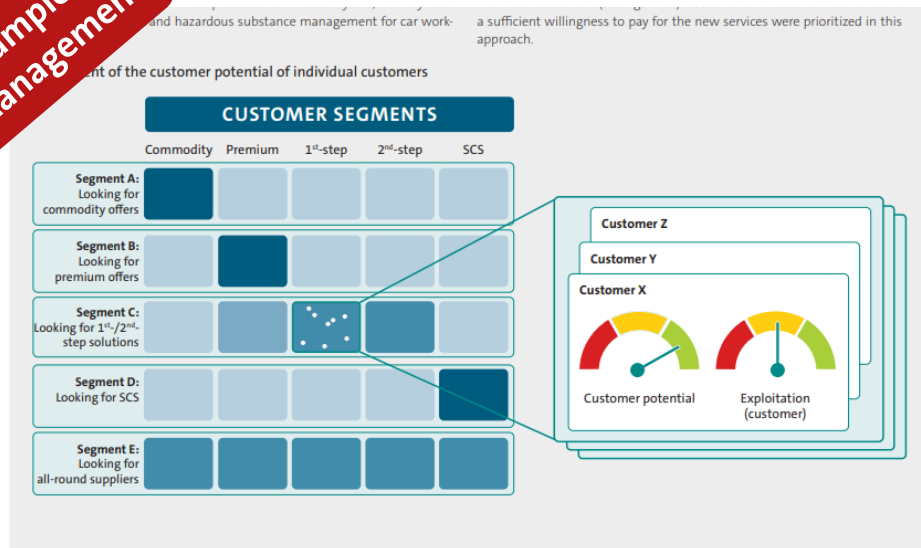 and hazardous substance management for car work-
a sufficient willingness to pay for the new services were prioritized in this
approach.
of the customer potential of individual customers
CUSTOMER SEGMENTS
Commodity Premium 1st-step 2nd-step SCS
Segment A:
Looking for
commodity offers
Segment B:
Looking for
premium offers
Segment C:
Looking for 1st-/2nd-
step solutions
Segment D:
Looking for SCS
Segment E:
Looking for
all-round suppliers
Customer Z
Customer Y
Customer X
Customer potential
Exploitation
(customer)